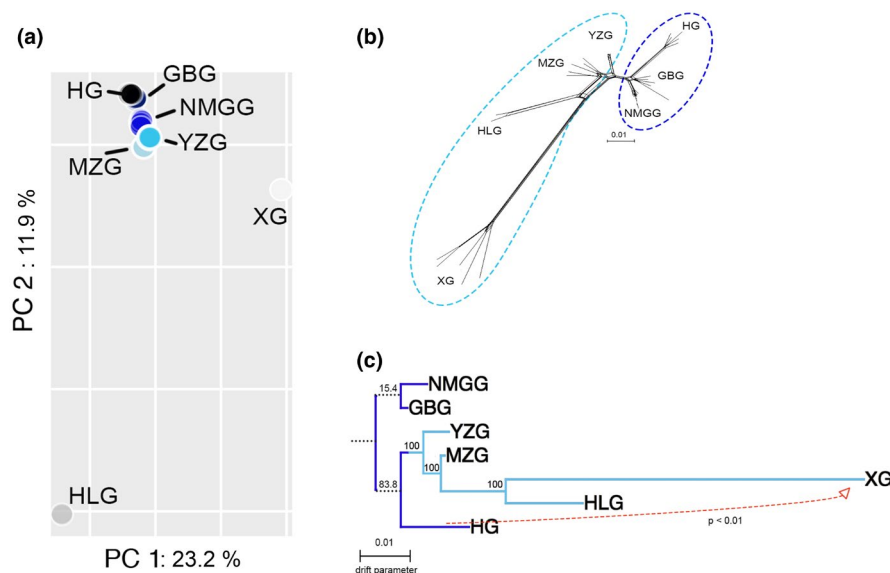 (a)
HG
GBG
NMGG
YZG
MZG
XG
HLG
PC 2 : 11.9 %
PC 1: 23.2 %
(b)
YZG
HG
MZG
GBG
NMGG
HLG
0.01
XG
(c)
15.4
NMGG
GBG
YZG
100
MZG
100
83.8
100
XG
HLG
HG
p < 0.01
0.01
drift parameter